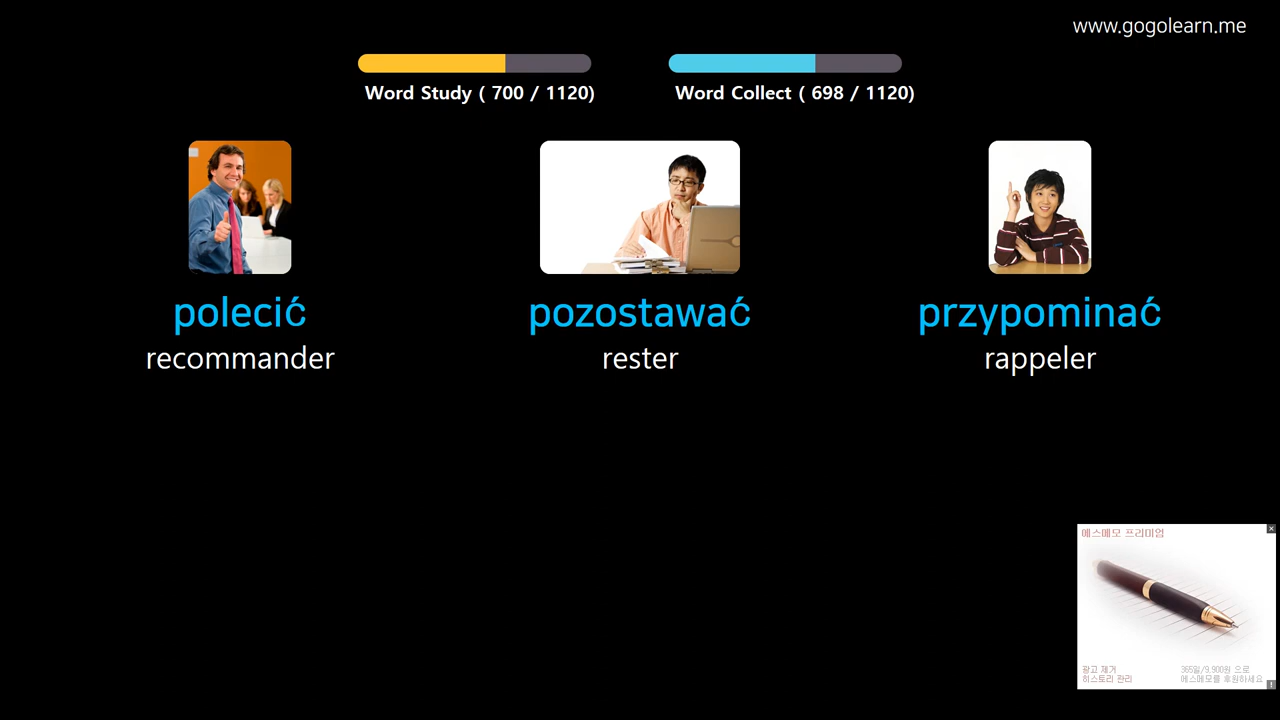 www.gogolearn.me
Word Study ( 700 / 1120)
Word Collect ( 698 / 1120)
polecić
pozostawać
przypominać
recommander
rester
rappeler
에스메모 프리미엄
광고 제거
히스토리 관리
365일/9,900원 으로
에스메모를 후원하세요